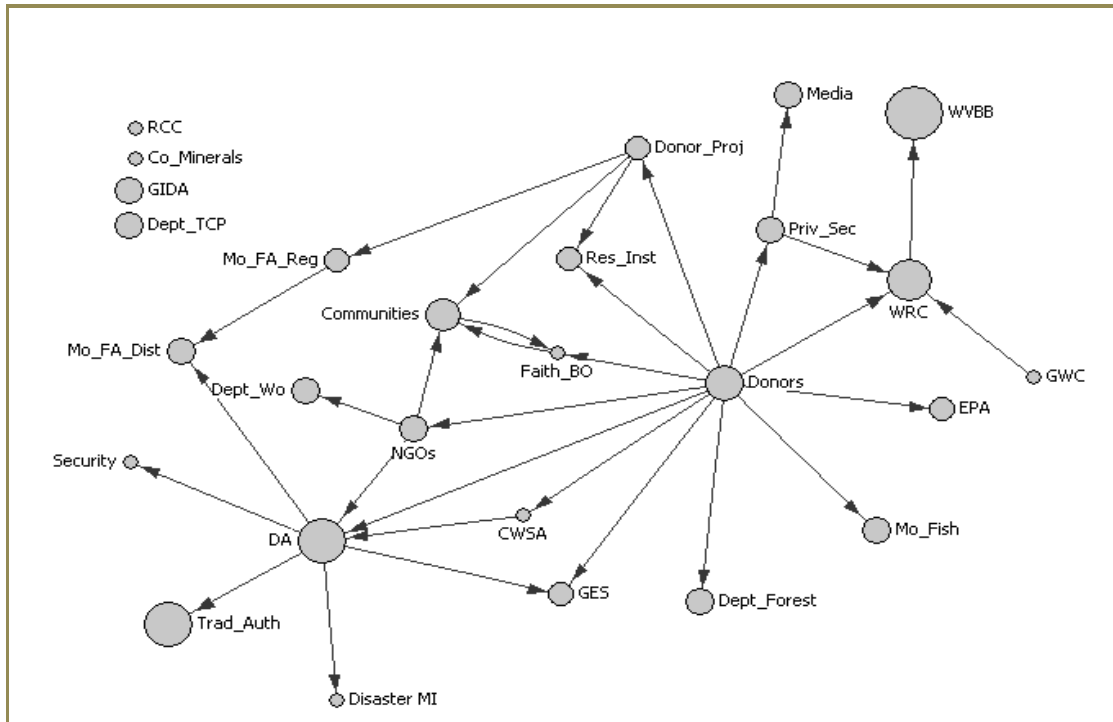 Media
WVBB
RCC
Co_Minerals
GIDA
Dept_TCP
Donor_Proj
Priv_Sec
Mo_FA_Reg
Res_Inst
WRC
Communities
Mo_FA_Dist
Faith_BO
GWC
Dept_Wo
Donors
EPA
NGOs
Security
CWSA
Mo_Fish
DA
GES
Dept_Forest
Trad_Auth
Disaster MI